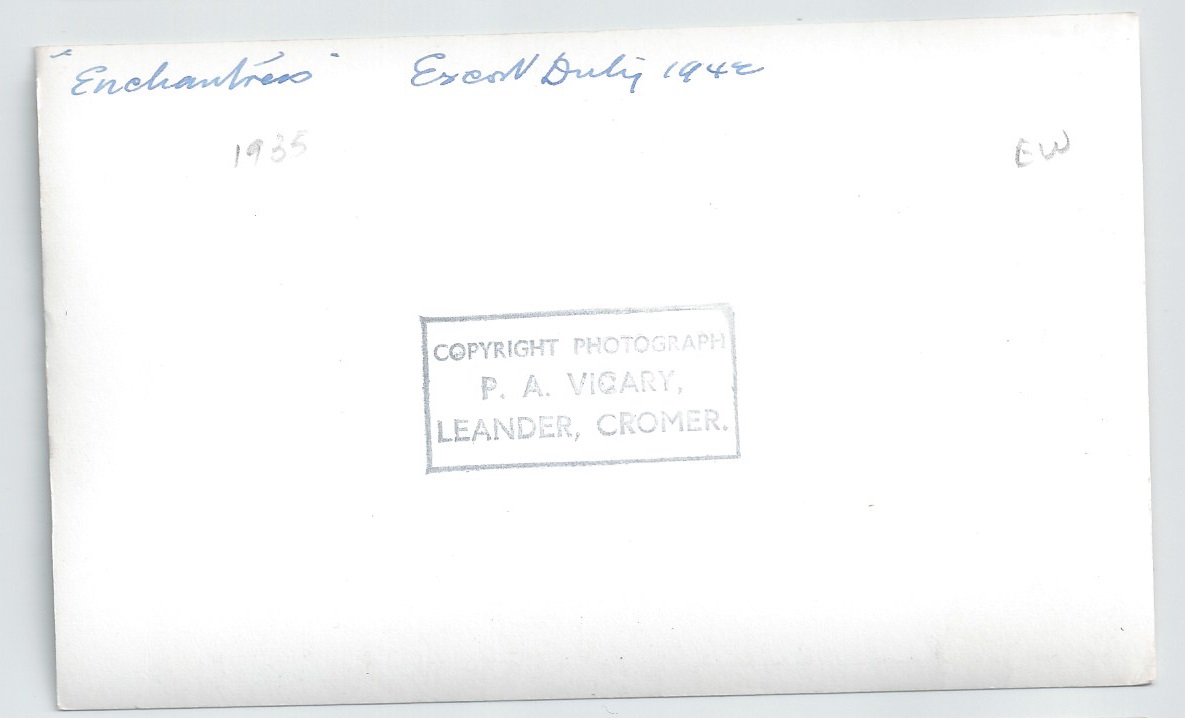 "Enchantress" Escort Duty 1942
1935 EW
COPYRIGHT PHOTOGRAPH
P. A. VICARY,
LEANDER, CROMER.